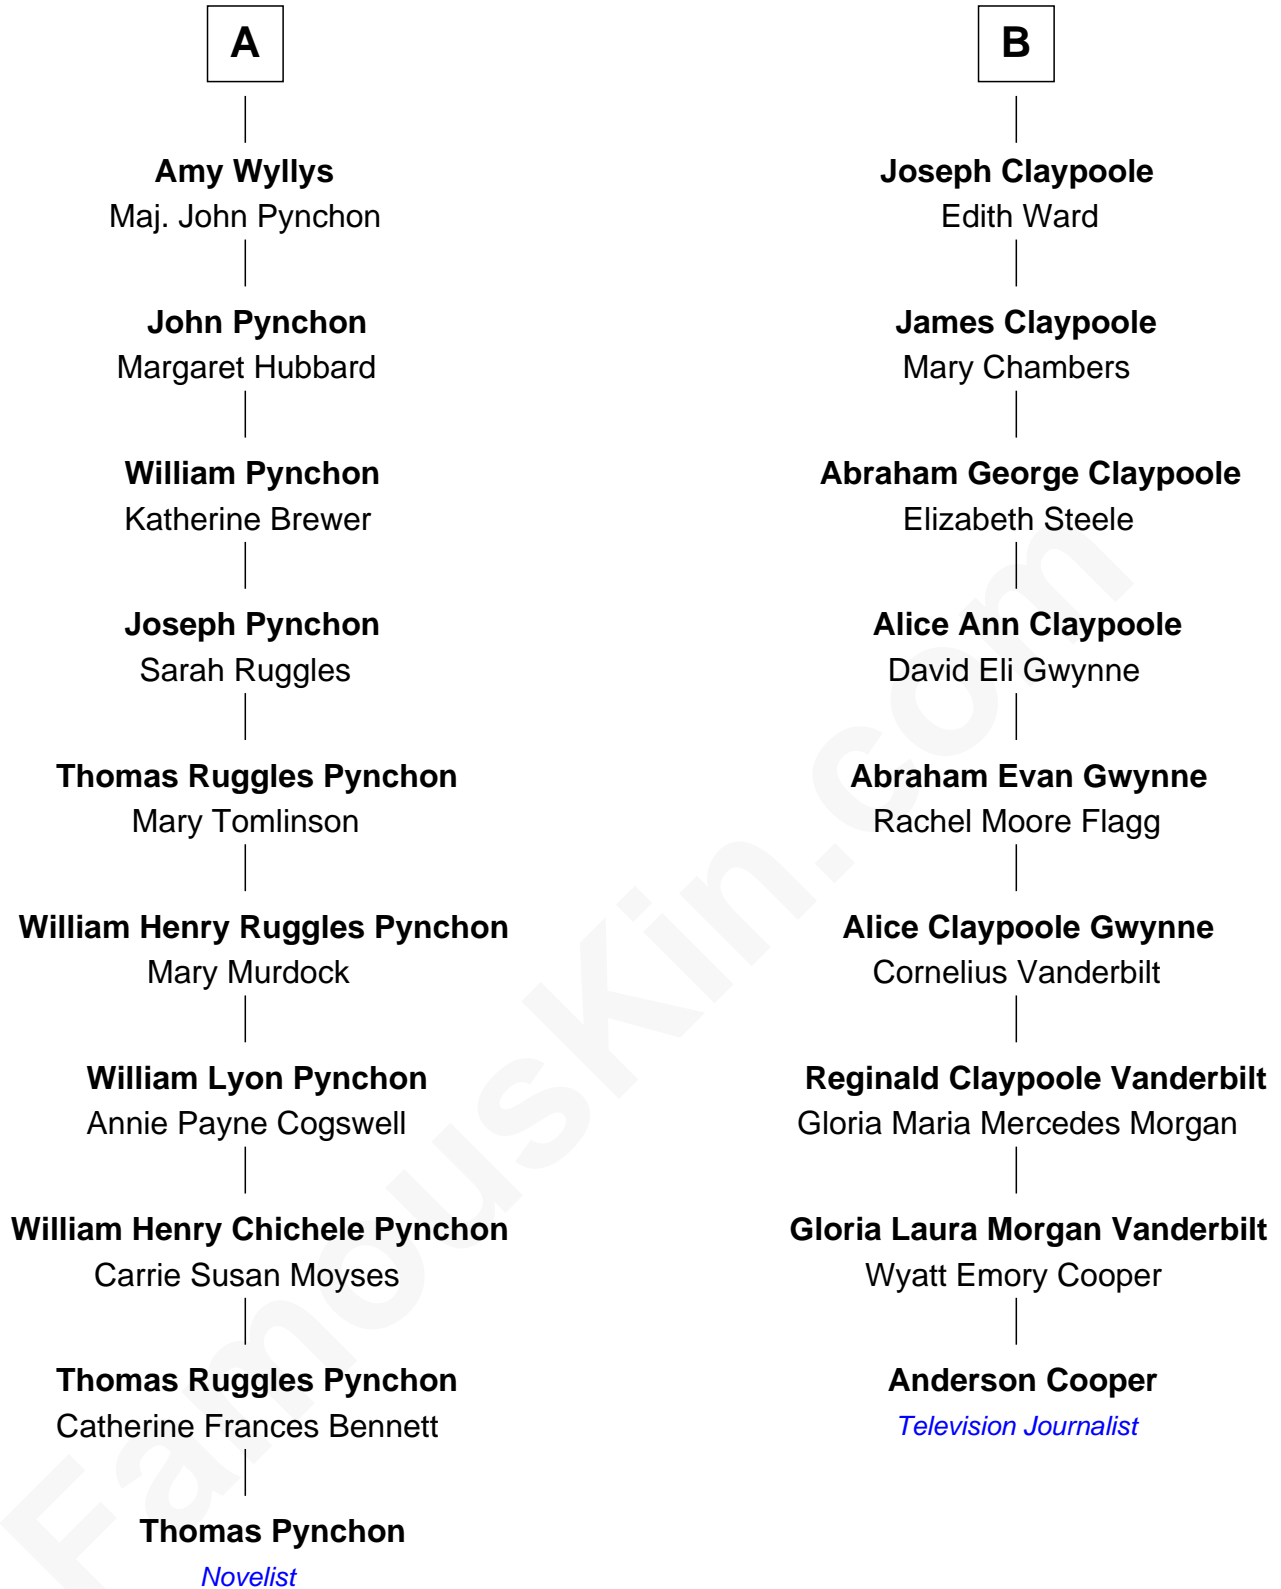 A
Amy Wyllys
Maj. John Pynchon
John Pynchon
Margaret Hubbard
William Pynchon
Katherine Brewer
Joseph Pynchon
Sarah Ruggles
Thomas Ruggles Pynchon
Mary Tomlinson
William Henry Ruggles Pynchon
Mary Murdock
William Lyon Pynchon
Annie Payne Cogswell
William Henry Chichele Pynchon
Carrie Susan Moyses
Thomas Ruggles Pynchon
Catherine Frances Bennett
Thomas Pynchon
Novelist
B
Joseph Claypoole
Edith Ward
James Claypoole
Mary Chambers
Abraham George Claypoole
Elizabeth Steele
Alice Ann Claypoole
David Eli Gwynne
Abraham Evan Gwynne
Rachel Moore Flagg
Alice Claypoole Gwynne
Cornelius Vanderbilt
Reginald Claypoole Vanderbilt
Gloria Maria Mercedes Morgan
Gloria Laura Morgan Vanderbilt
Wyatt Emory Cooper
Anderson Cooper
Television Journalist
FamousKin.com